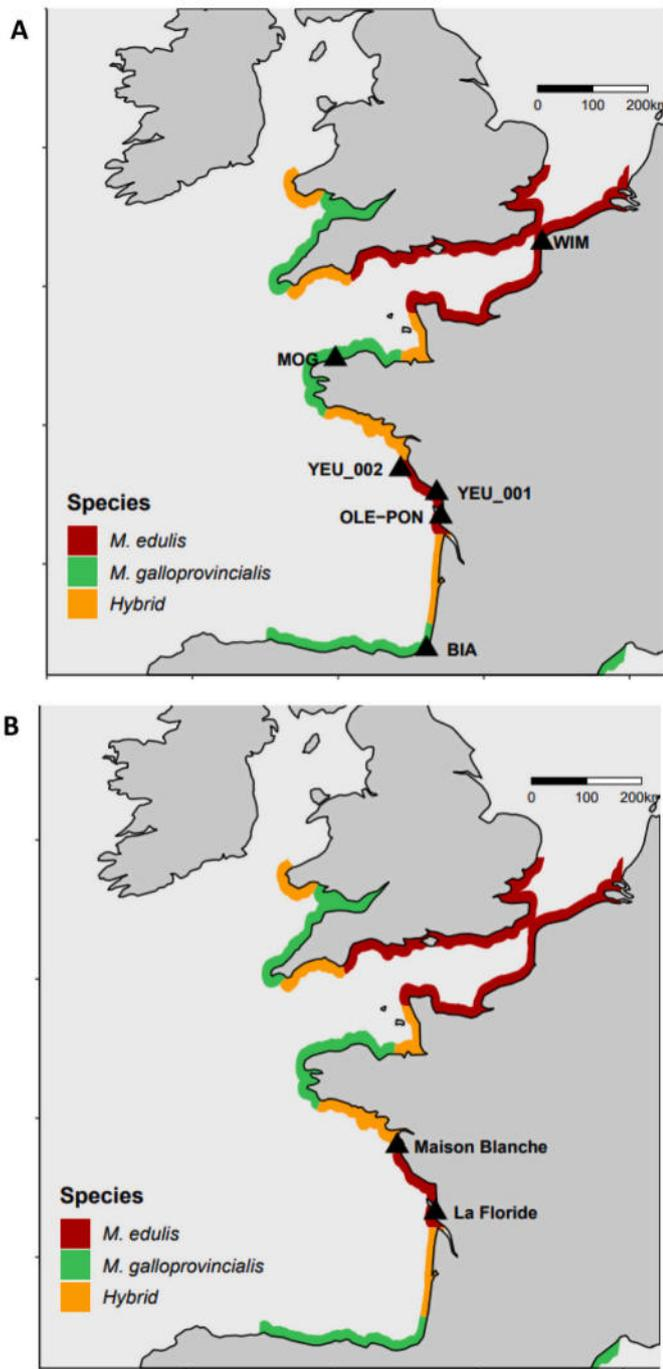 A
0 100 200km
WIM
MOG
YEU_002
YEU_001
OLE−PON
BIA
Species
M. edulis
M. galloprovincialis
Hybrid
B
0 100 200km
Maison Blanche
La Floride
Species
M. edulis
M. galloprovincialis
Hybrid